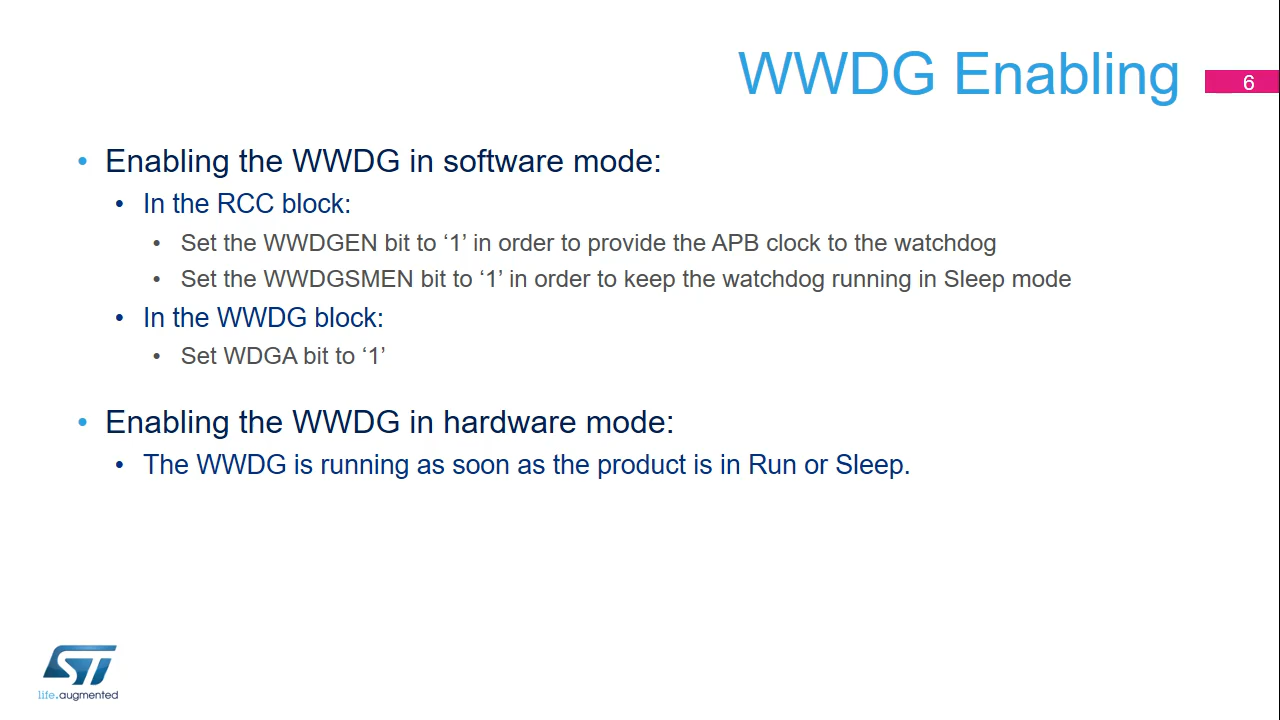 WWDG Enabling
6
• Enabling the WWDG in software mode:
• In the RCC block:
• Set the WWDGEN bit to ‘1’ in order to provide the APB clock to the watchdog
• Set the WWDGSMEN bit to ‘1’ in order to keep the watchdog running in Sleep mode
• In the WWDG block:
• Set WDGA bit to ‘1’
• Enabling the WWDG in hardware mode:
• The WWDG is running as soon as the product is in Run or Sleep.
ST
life.augmented